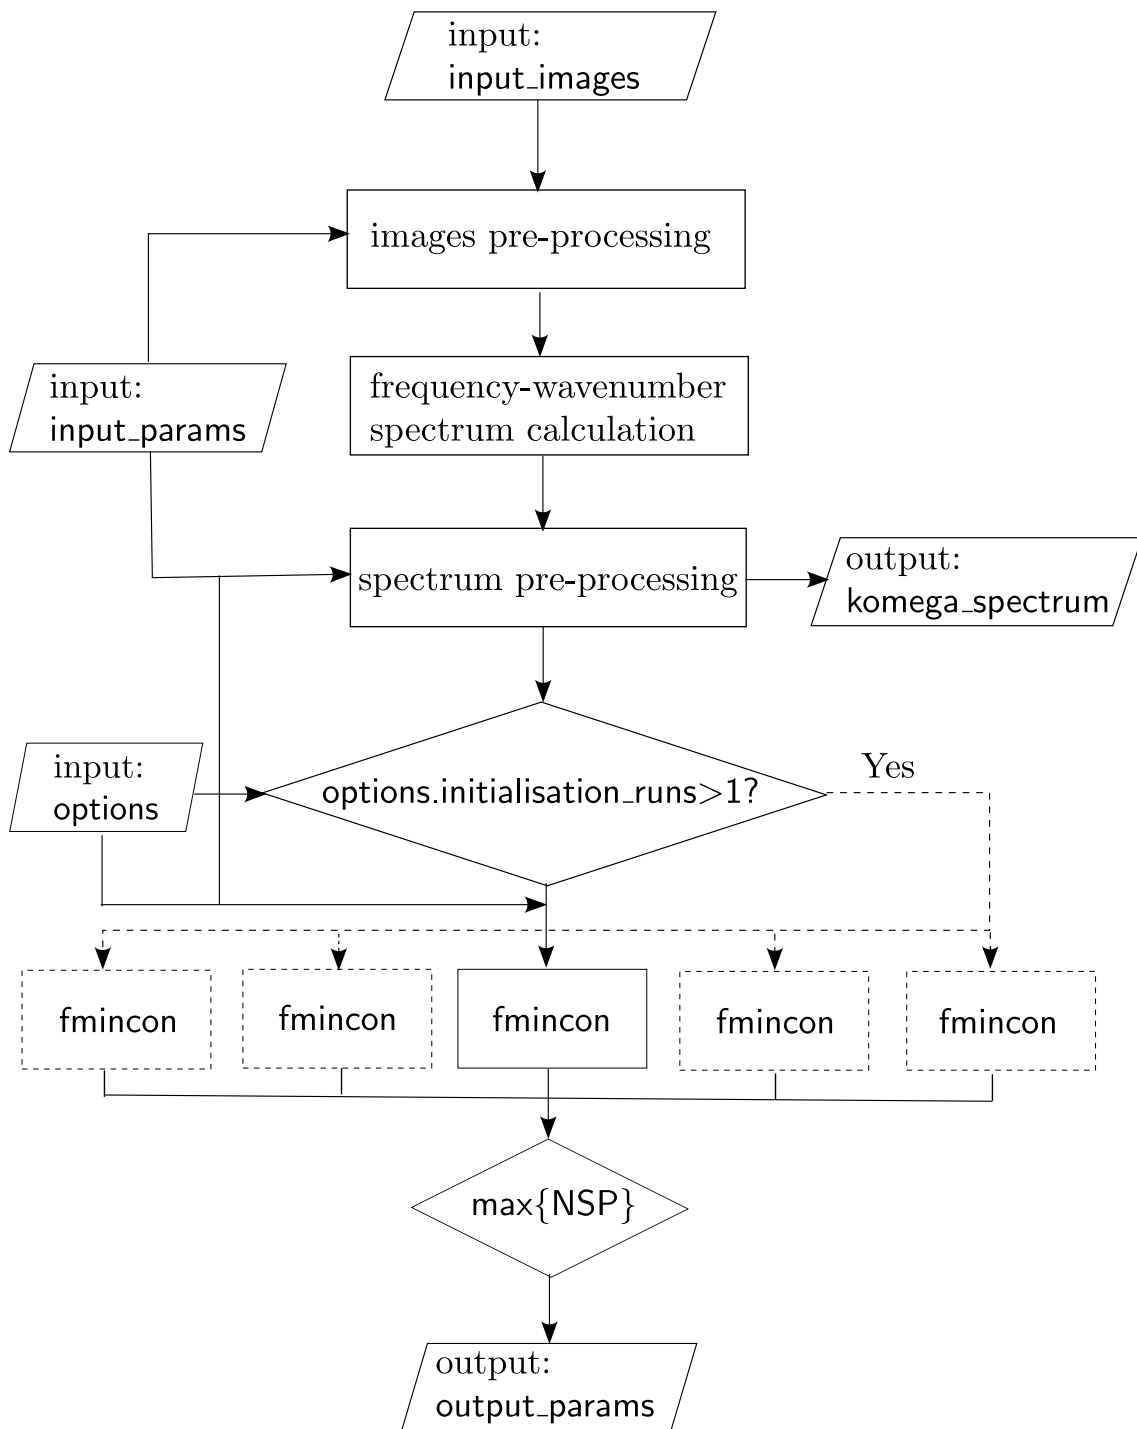 input:
input_images
images pre-processing
input:
input_params
frequency-wavenumber
spectrum calculation
spectrum pre-processing
output:
komega_spectrum
input:
options
options.initialisation_runs>1?
Yes
fmincon
fmincon
fmincon
fmincon
fmincon
max{NSP}
output:
output_params